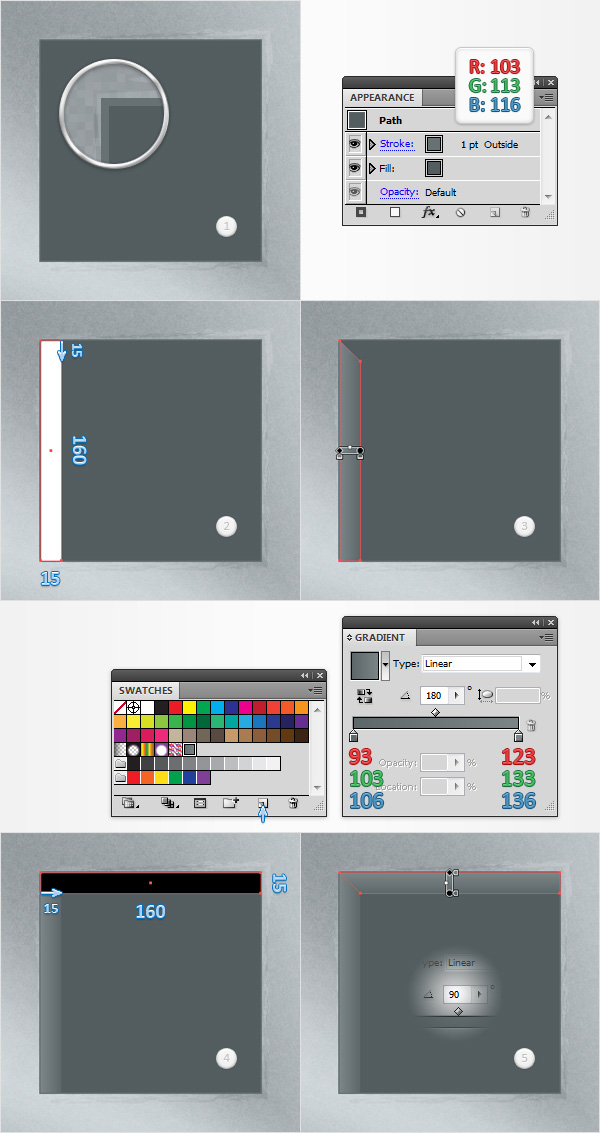 1
R: 103
G: 113
B: 116
APPEARANCE
Path
Stroke: 1 pt Outside
Fill:
Opacity: Default
fx
15
160
15
2
3
SWATCHES
GRADIENT
Type: Linear
180 °
93 Opacity: % 123
103 Location: % 133
106 136
15
15 160
4
ype: Linear
90 °
5